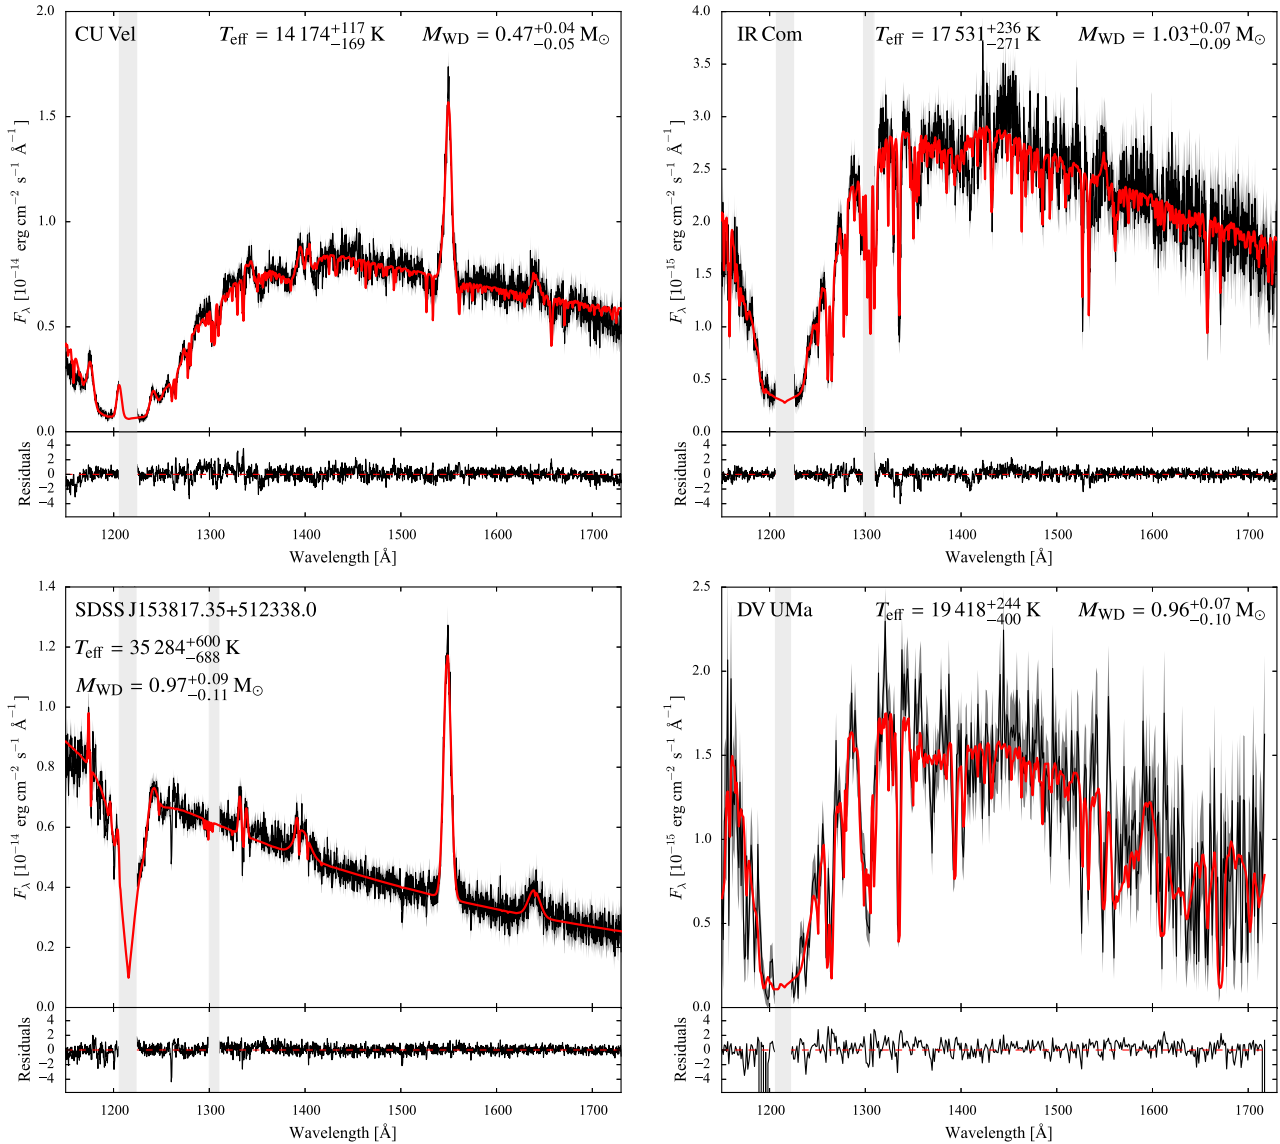 CU Vel T_eff = 14 174^{+117}_{−169} K M_WD = 0.47^{+0.04}_{−0.05} M_⊙
2.0
1.5
1.0
0.5
0.0
F_λ [10^{−14} erg cm^{−2} s^{−1} Å^{−1}]
4
2
0
−2
−4
Residuals
1200 1300 1400 1500 1600 1700
Wavelength [Å]
IR Com T_eff = 17 531^{+236}_{−271} K M_WD = 1.03^{+0.07}_{−0.09} M_⊙
4.0
3.5
3.0
2.5
2.0
1.5
1.0
0.5
0.0
F_λ [10^{−15} erg cm^{−2} s^{−1} Å^{−1}]
4
2
0
−2
−4
Residuals
1200 1300 1400 1500 1600 1700
Wavelength [Å]
SDSS J153817.35+512338.0
T_eff = 35 284^{+600}_{−688} K
M_WD = 0.97^{+0.09}_{−0.11} M_⊙
1.4
1.2
1.0
0.8
0.6
0.4
0.2
0.0
F_λ [10^{−14} erg cm^{−2} s^{−1} Å^{−1}]
4
2
0
−2
−4
Residuals
1200 1300 1400 1500 1600 1700
Wavelength [Å]
DV UMa T_eff = 19 418^{+244}_{−400} K M_WD = 0.96^{+0.07}_{−0.10} M_⊙
2.5
2.0
1.5
1.0
0.5
0.0
F_λ [10^{−15} erg cm^{−2} s^{−1} Å^{−1}]
4
2
0
−2
−4
Residuals
1200 1300 1400 1500 1600 1700
Wavelength [Å]